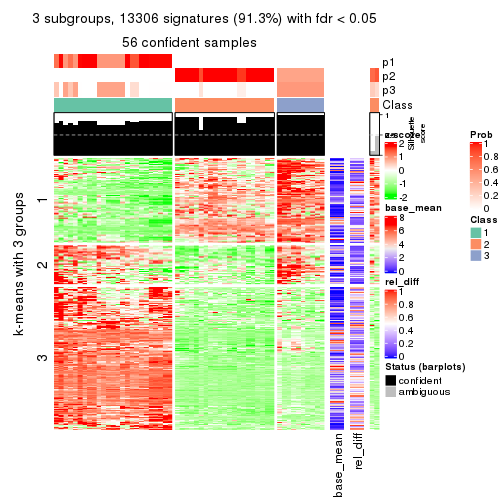 3 subgroups, 13306 signatures (91.3%) with fdr < 0.05
56 confident samples
p1
p2
p3
Class
1
Silhouette
score
k-means with 3 groups
1
2
3
base_mean
rel_diff
z-score
2
1
0
-1
-2
base_mean
8
6
4
2
0
rel_diff
1
0.8
0.6
0.4
0.2
0
Status (barplots)
confident
ambiguous
Prob
1
0.8
0.6
0.4
0.2
0
Class
1
2
3